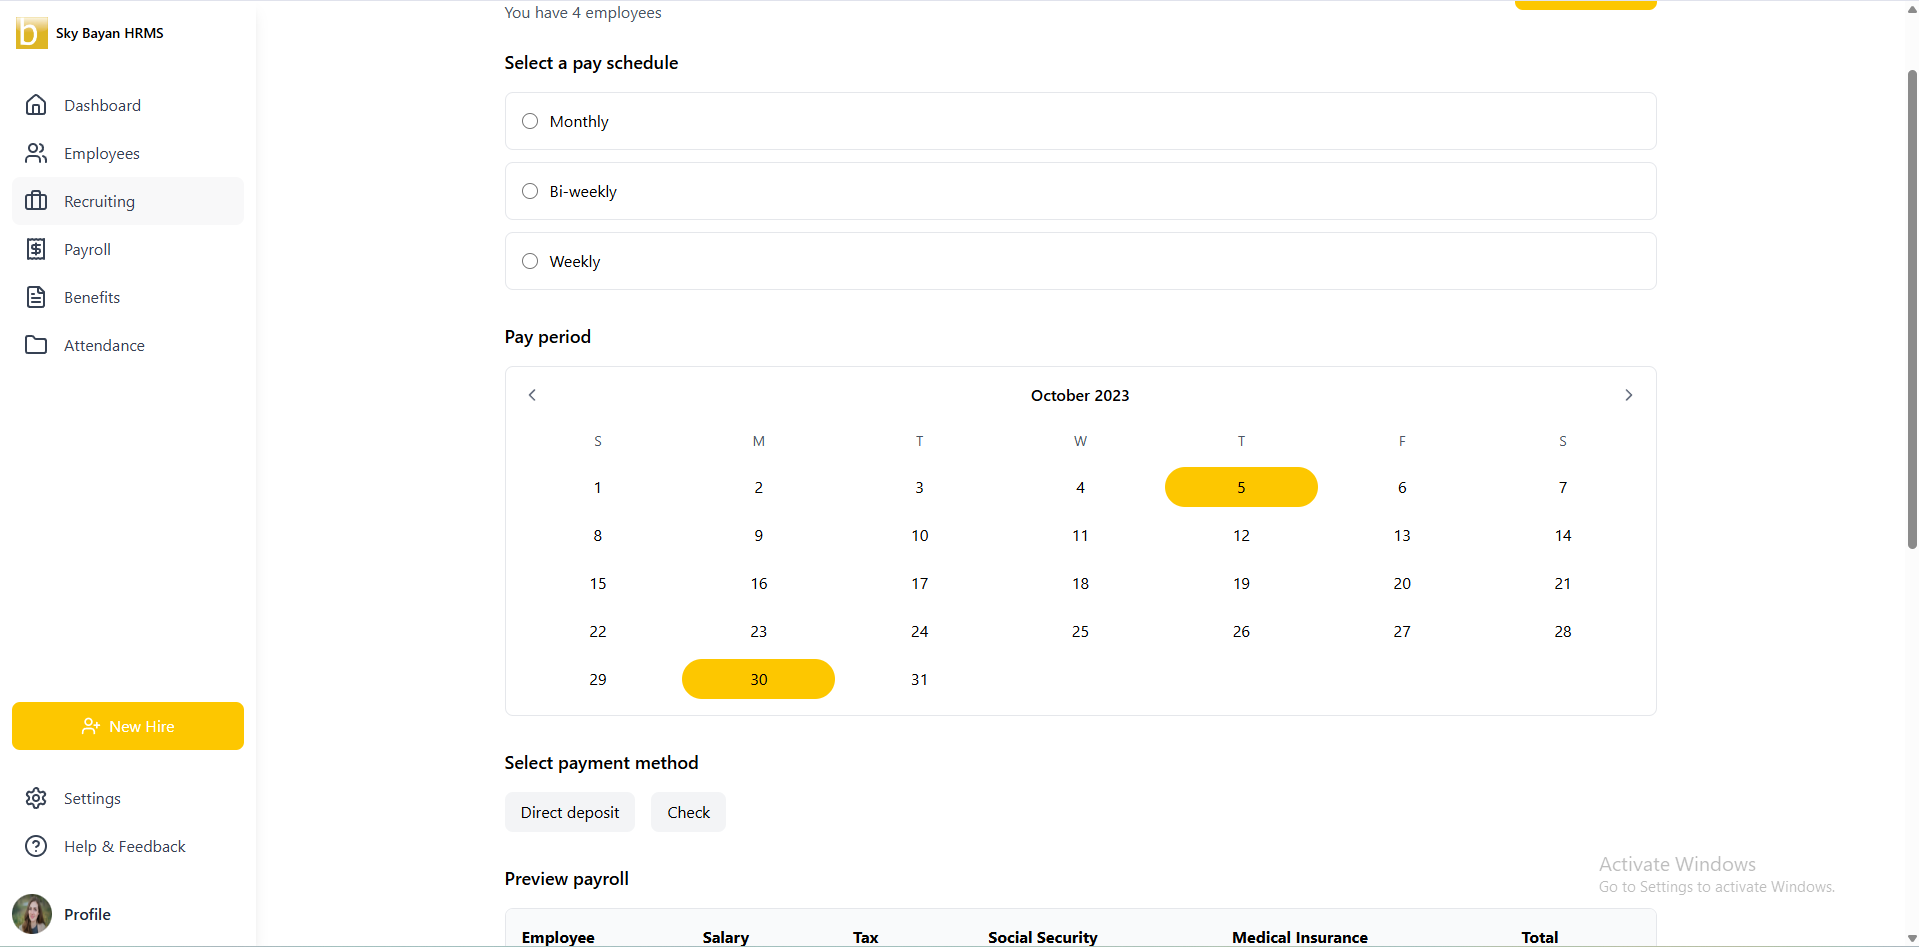 b
Sky Bayan HRMS
Dashboard
Employees
Recruiting
Payroll
Benefits
Attendance
New Hire
Settings
Help & Feedback
Profile
You have 4 employees
Select a pay schedule
Monthly
Bi-weekly
Weekly
Pay period
October 2023
S M T W T F S
1 2 3 4 5 6 7
8 9 10 11 12 13 14
15 16 17 18 19 20 21
22 23 24 25 26 27 28
29 30 31
Select payment method
Direct deposit Check
Preview payroll
Employee Salary Tax Social Security Medical Insurance Total
Activate Windows
Go to Settings to activate Windows.